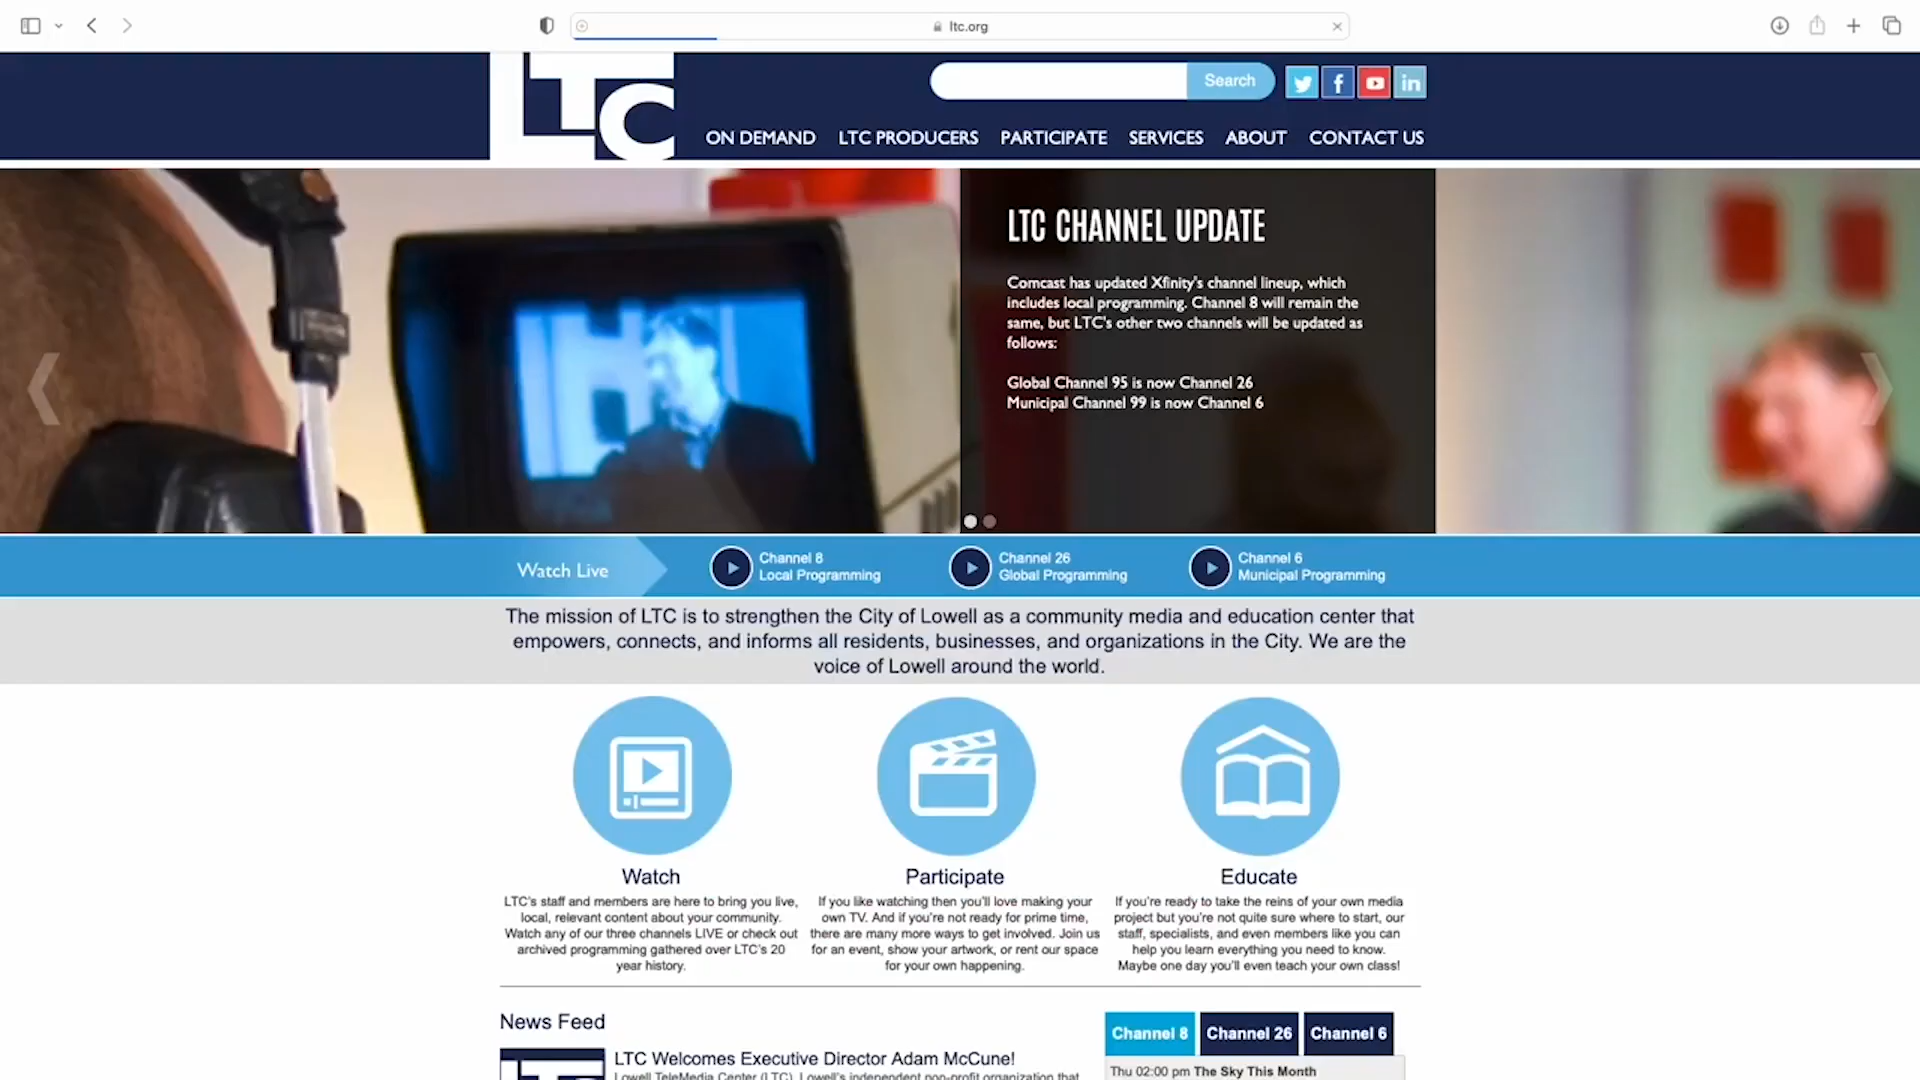 ltc.org
LTC
Search
ON DEMAND LTC PRODUCERS PARTICIPATE SERVICES ABOUT CONTACT US
LTC CHANNEL UPDATE
Comcast has updated Xfinity's channel lineup, which
includes local programming. Channel 8 will remain the
same, but LTC's other two channels will be updated as
follows:
Global Channel 95 is now Channel 26
Municipal Channel 99 is now Channel 6
Watch Live
Channel 8
Local Programming
Channel 26
Global Programming
Channel 6
Municipal Programming
The mission of LTC is to strengthen the City of Lowell as a community media and education center that
empowers, connects, and informs all residents, businesses, and organizations in the City. We are the
voice of Lowell around the world.
Watch
LTC's staff and members are here to bring you live,
local, relevant content about your community.
Watch any of our three channels LIVE or check out
archived programming gathered over LTC's 20
year history.
Participate
If you like watching then you'll love making your
own TV. And if you're not ready for prime time,
there are many more ways to get involved. Join us
for an event, show your artwork, or rent our space
for your own happening.
Educate
If you're ready to take the reins of your own media
project but you're not quite sure where to start, our
staff, specialists, and even members like you can
help you learn everything you need to know.
Maybe one day you'll even teach your own class!
News Feed
LTC Welcomes Executive Director Adam McCune!
Lowell TeleMedia Center (LTC), Lowell's independent non-profit organization that
Channel 8 Channel 26 Channel 6
Thu 02:00 pm The Sky This Month